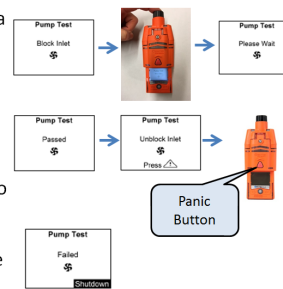 a
Pump Test
Block Inlet
Pump Test
Please Wait
Pump Test
Passed
Pump Test
Unblock Inlet
Press
Panic
Button
o
Pump Test
Failed
Shutdown
e